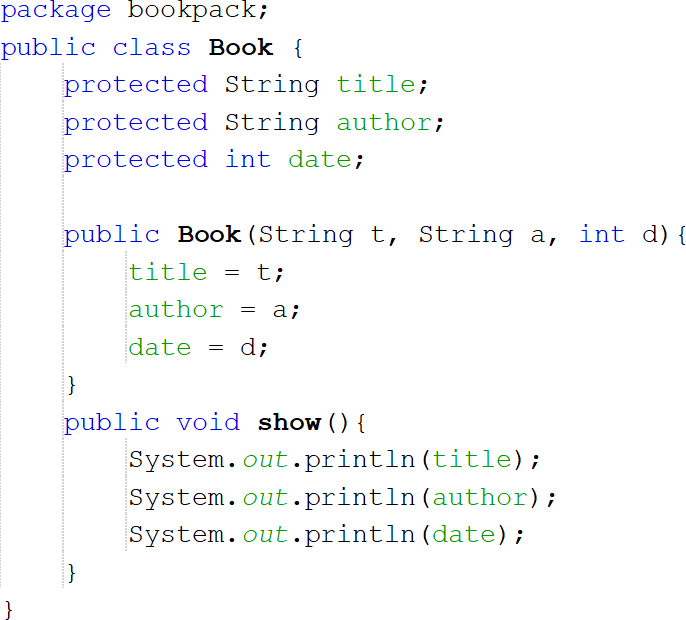 package bookpack;
public class Book {
    protected String title;
    protected String author;
    protected int date;

    public Book(String t, String a, int d){
        title = t;
        author = a;
        date = d;
    }
    public void show(){
        System.out.println(title);
        System.out.println(author);
        System.out.println(date);
    }
}